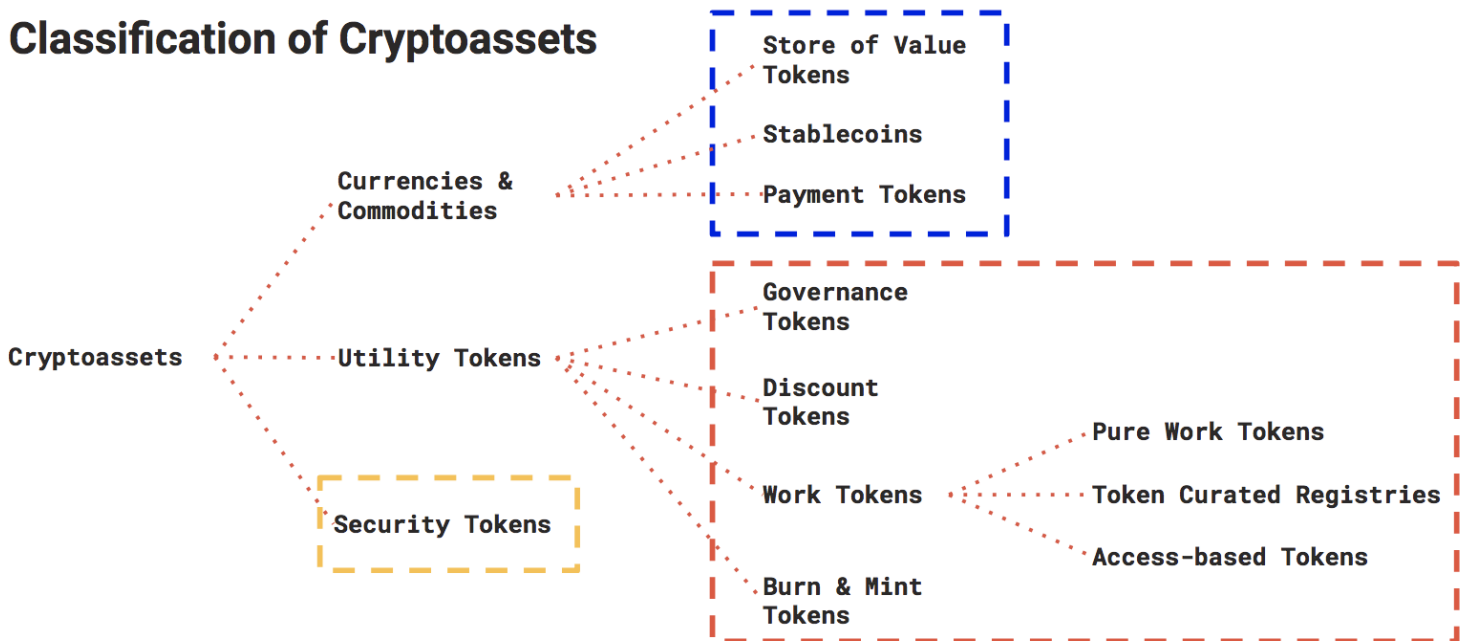 Classification of Cryptoassets
Store of Value
Tokens
Stablecoins
Currencies &
Commodities
Payment Tokens
Governance
Tokens
Cryptoassets
Utility Tokens
Discount
Tokens
Pure Work Tokens
Work Tokens
Token Curated Registries
Security Tokens
Access-based Tokens
Burn & Mint
Tokens